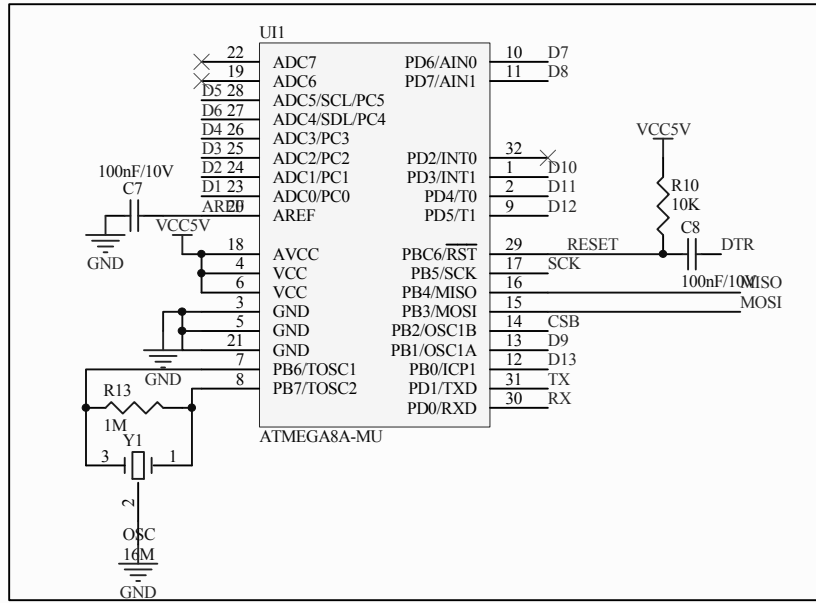 UI1
22 ADC7 PD6/AIN0 10 D7
19 ADC6 PD7/AIN1 11 D8
D5 28 ADC5/SCL/PC5
D6 27 ADC4/SDL/PC4
D4 26 ADC3/PC3
D3 25 ADC2/PC2 PD2/INT0 32
D2 24 ADC1/PC1 PD3/INT1 1 D10
D1 23 ADC0/PC0 PD4/T0 2 D11
AREF 20 AREF PD5/T1 9 D12
100nF/10V
C7
GND
VCC5V
18 AVCC PBC6/RST 29 RESET
4 VCC PB5/SCK 17 SCK
6 VCC PB4/MISO 16 MISO
3 GND PB3/MOSI 15 MOSI
5 GND PB2/OSC1B 14 CSB
21 GND PB1/OSC1A 13 D9
7 PB6/TOSC1 PB0/ICP1 12 D13
8 PB7/TOSC2 PD1/TXD 31 TX
PD0/RXD 30 RX
ATMEGA8A-MU
GND
R13
1M
Y1
3 1
2
OSC
16M
GND
VCC5V
R10
10K
C8
DTR
100nF/10V